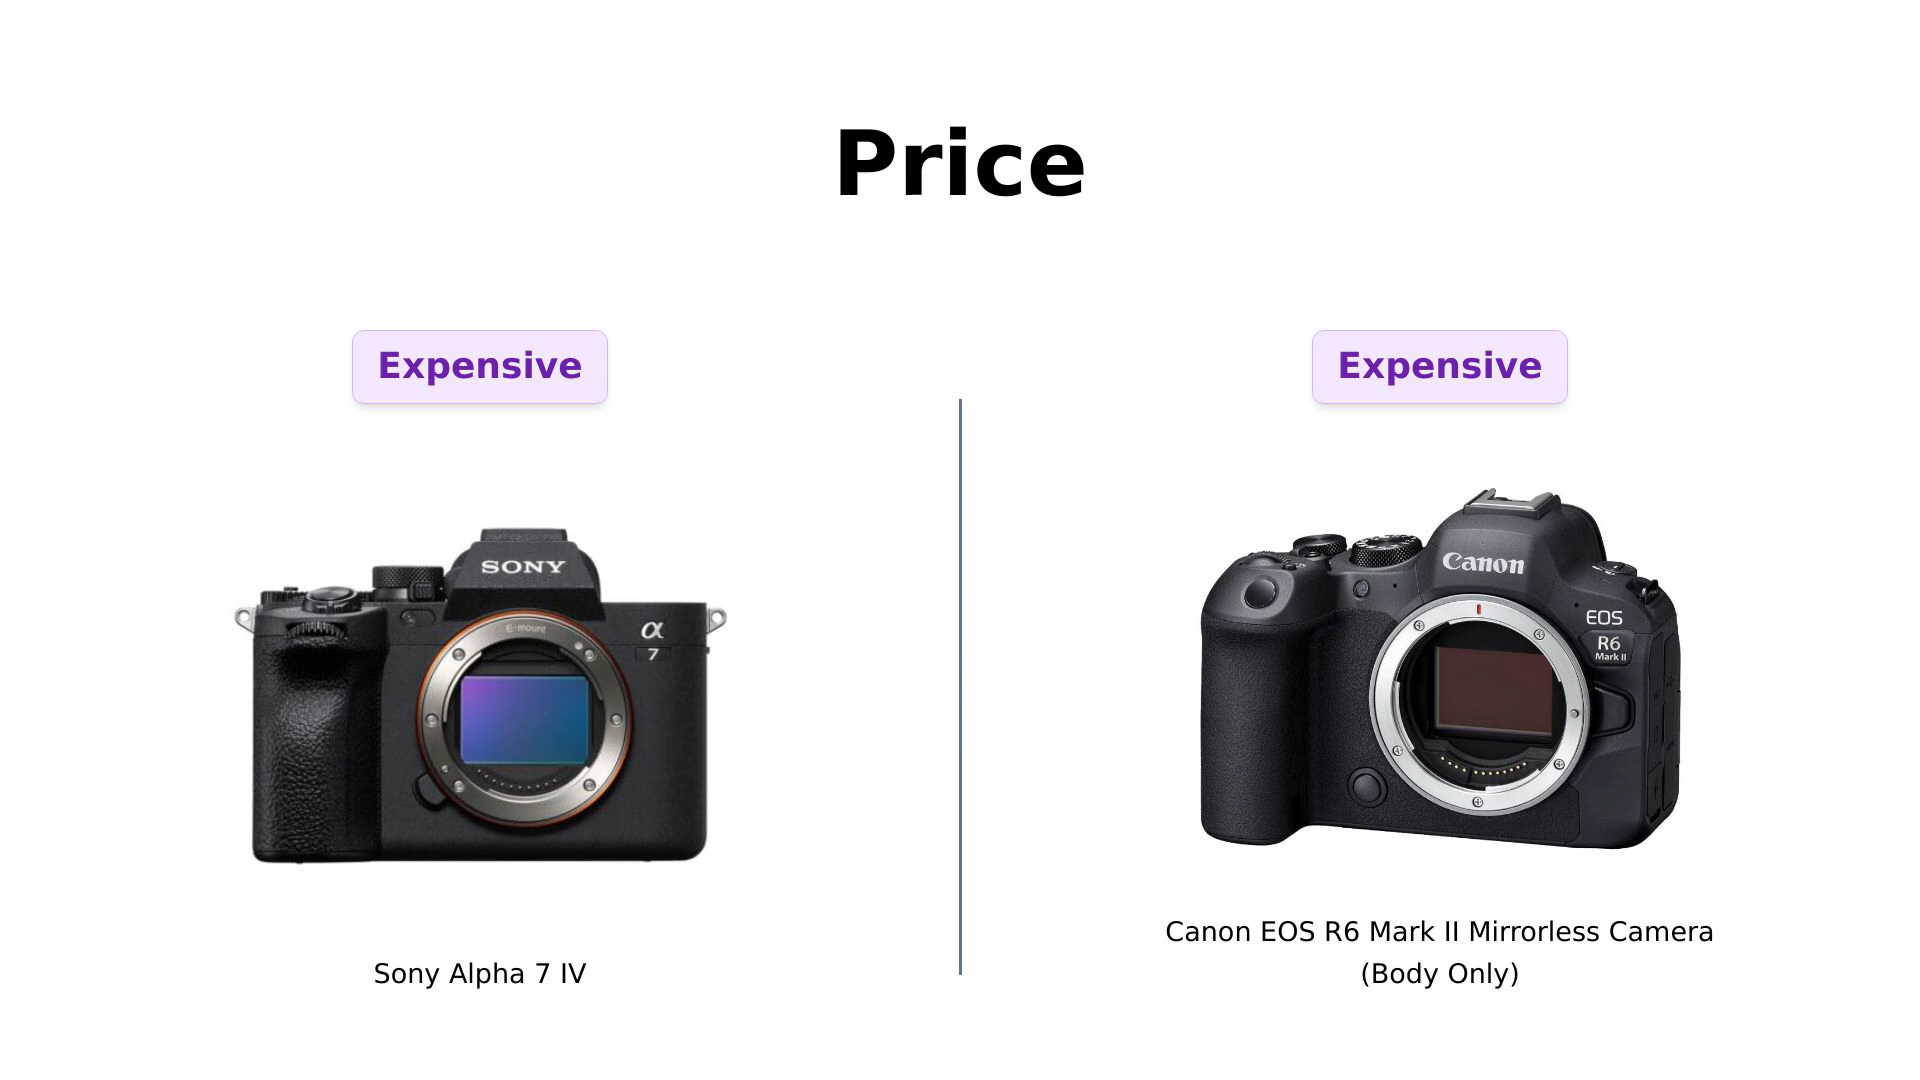 Price
Expensive
Expensive
SONY
E-mount
α
7
Canon
EOS
R6
Mark II
Sony Alpha 7 IV
Canon EOS R6 Mark II Mirrorless Camera
(Body Only)